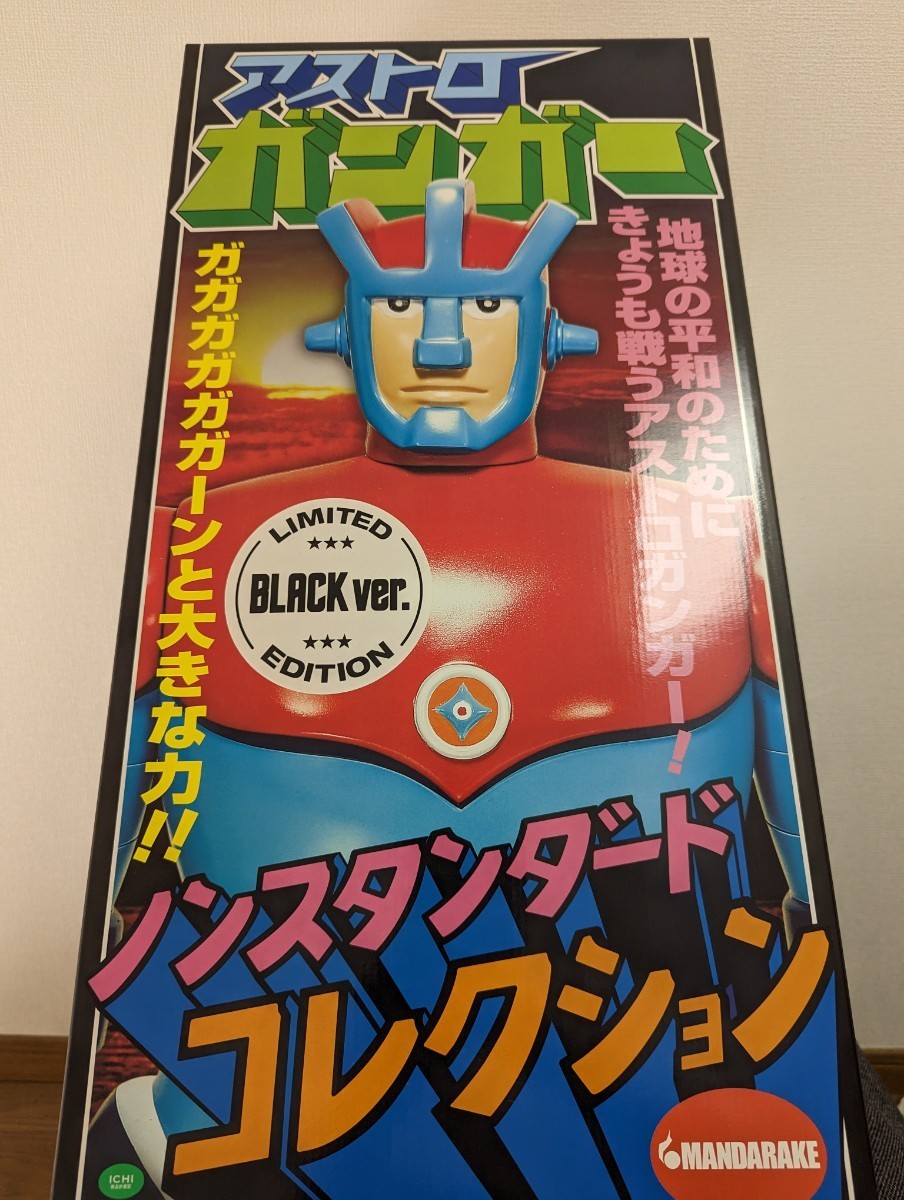 アストロ
ガンガー
地球の平和のために
きょうも戦うアストロガンガー!
ガガガガガガーンと大きな力!!
LIMITED
★★★
BLACK ver.
★★★
EDITION
ノンスタンダード
コレクション
ICHI
MANDARAKE